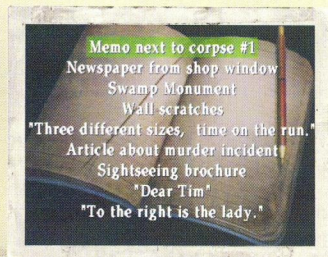 Memo next to corpse #1
Newspaper from shop window
Swamp Monument
Wall scratches
"Three different sizes, time on the run."
Article about murder incident
Sightseeing brochure
"Dear Tim"
"To the right is the lady."